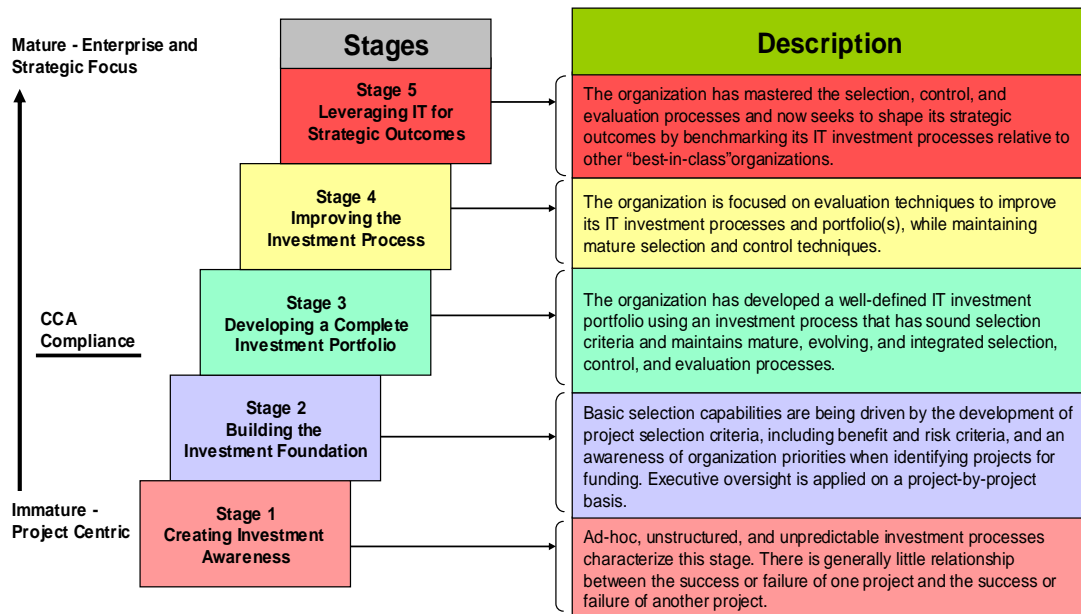 Mature - Enterprise and
Strategic Focus
Stages
Description
Stage 5
Leveraging IT for
Strategic Outcomes
The organization has mastered the selection, control, and
evaluation processes and now seeks to shape its strategic
outcomes by benchmarking its IT investment processes relative to
other “best-in-class”organizations.
Stage 4
Improving the
Investment Process
The organization is focused on evaluation techniques to improve
its IT investment processes and portfolio(s), while maintaining
mature selection and control techniques.
CCA
Compliance
Stage 3
Developing a Complete
Investment Portfolio
The organization has developed a well-defined IT investment
portfolio using an investment process that has sound selection
criteria and maintains mature, evolving, and integrated selection,
control, and evaluation processes.
Stage 2
Building the
Investment Foundation
Basic selection capabilities are being driven by the development of
project selection criteria, including benefit and risk criteria, and an
awareness of organization priorities when identifying projects for
funding. Executive oversight is applied on a project-by-project
basis.
Immature -
Project Centric
Stage 1
Creating Investment
Awareness
Ad-hoc, unstructured, and unpredictable investment processes
characterize this stage. There is generally little relationship
between the success or failure of one project and the success or
failure of another project.